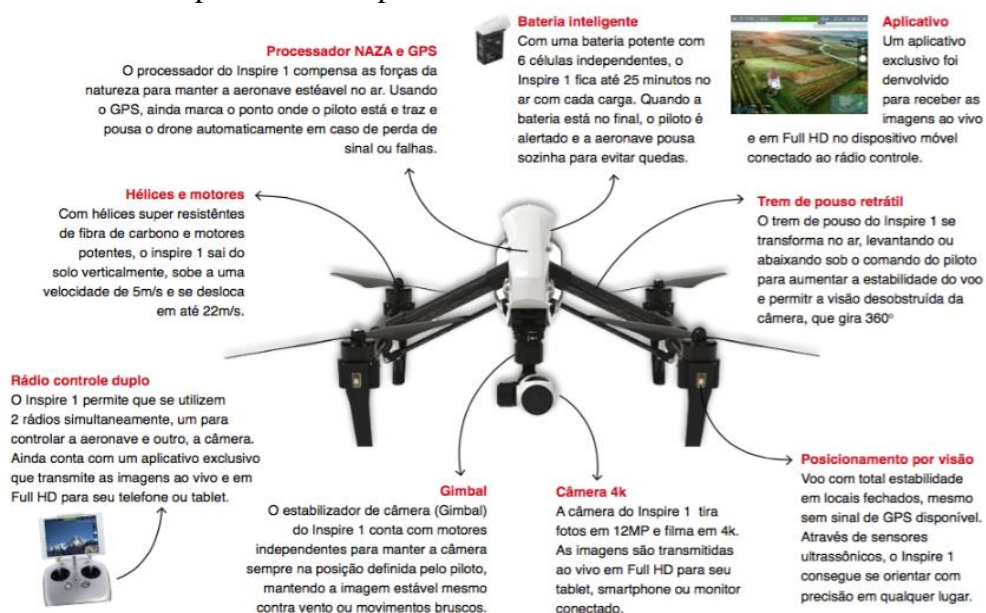 Processador NAZA e GPS
O processador do Inspire 1 compensa as forças da
natureza para manter a aeronave estéavel no ar. Usando
o GPS, ainda marca o ponto onde o piloto está e traz e
pousa o drone automaticamente em caso de perda de
sinal ou falhas.
Bateria inteligente
Com uma bateria potente com
6 células independentes, o
Inspire 1 fica até 25 minutos no
ar com cada carga. Quando a
bateria está no final, o piloto é
alertado e a aeronave pousa
sozinha para evitar quedas.
Aplicativo
Um aplicativo
exclusivo foi
denvolvido
para receber as
imagens ao vivo
e em Full HD no dispositivo móvel
conectado ao rádio controle.
Hélices e motores
Com hélices super resistêntes
de fibra de carbono e motores
potentes, o inspire 1 sai do
solo verticalmente, sobe a uma
velocidade de 5m/s e se desloca
em até 22m/s.
Trem de pouso retrátil
O trem de pouso do Inspire 1 se
transforma no ar, levantando ou
abaixando sob o comando do piloto
para aumentar a estabilidade do voo
e permitr a visão desobstruída da
câmera, que gira 360º
Rádio controle duplo
O Inspire 1 permite que se utilizem
2 rádios simultaneamente, um para
controlar a aeronave e outro, a câmera.
Ainda conta com um aplicativo exclusivo
que transmite as imagens ao vivo e em
Full HD para seu telefone ou tablet.
Gimbal
O estabilizador de câmera (Gimbal)
do Inspire 1 conta com motores
independentes para manter a câmera
sempre na posição definida pelo piloto,
mantendo a imagem estável mesmo
contra vento ou movimentos bruscos.
Câmera 4k
A câmera do Inspire 1 tira
fotos em 12MP e filma em 4k.
As imagens são transmitidas
ao vivo em Full HD para seu
tablet, smartphone ou monitor
conectado.
Posicionamento por visão
Voo com total estabilidade
em locais fechados, mesmo
sem sinal de GPS disponível.
Através de sensores
ultrassônicos, o Inspire 1
consegue se orientar com
precisão em qualquer lugar.